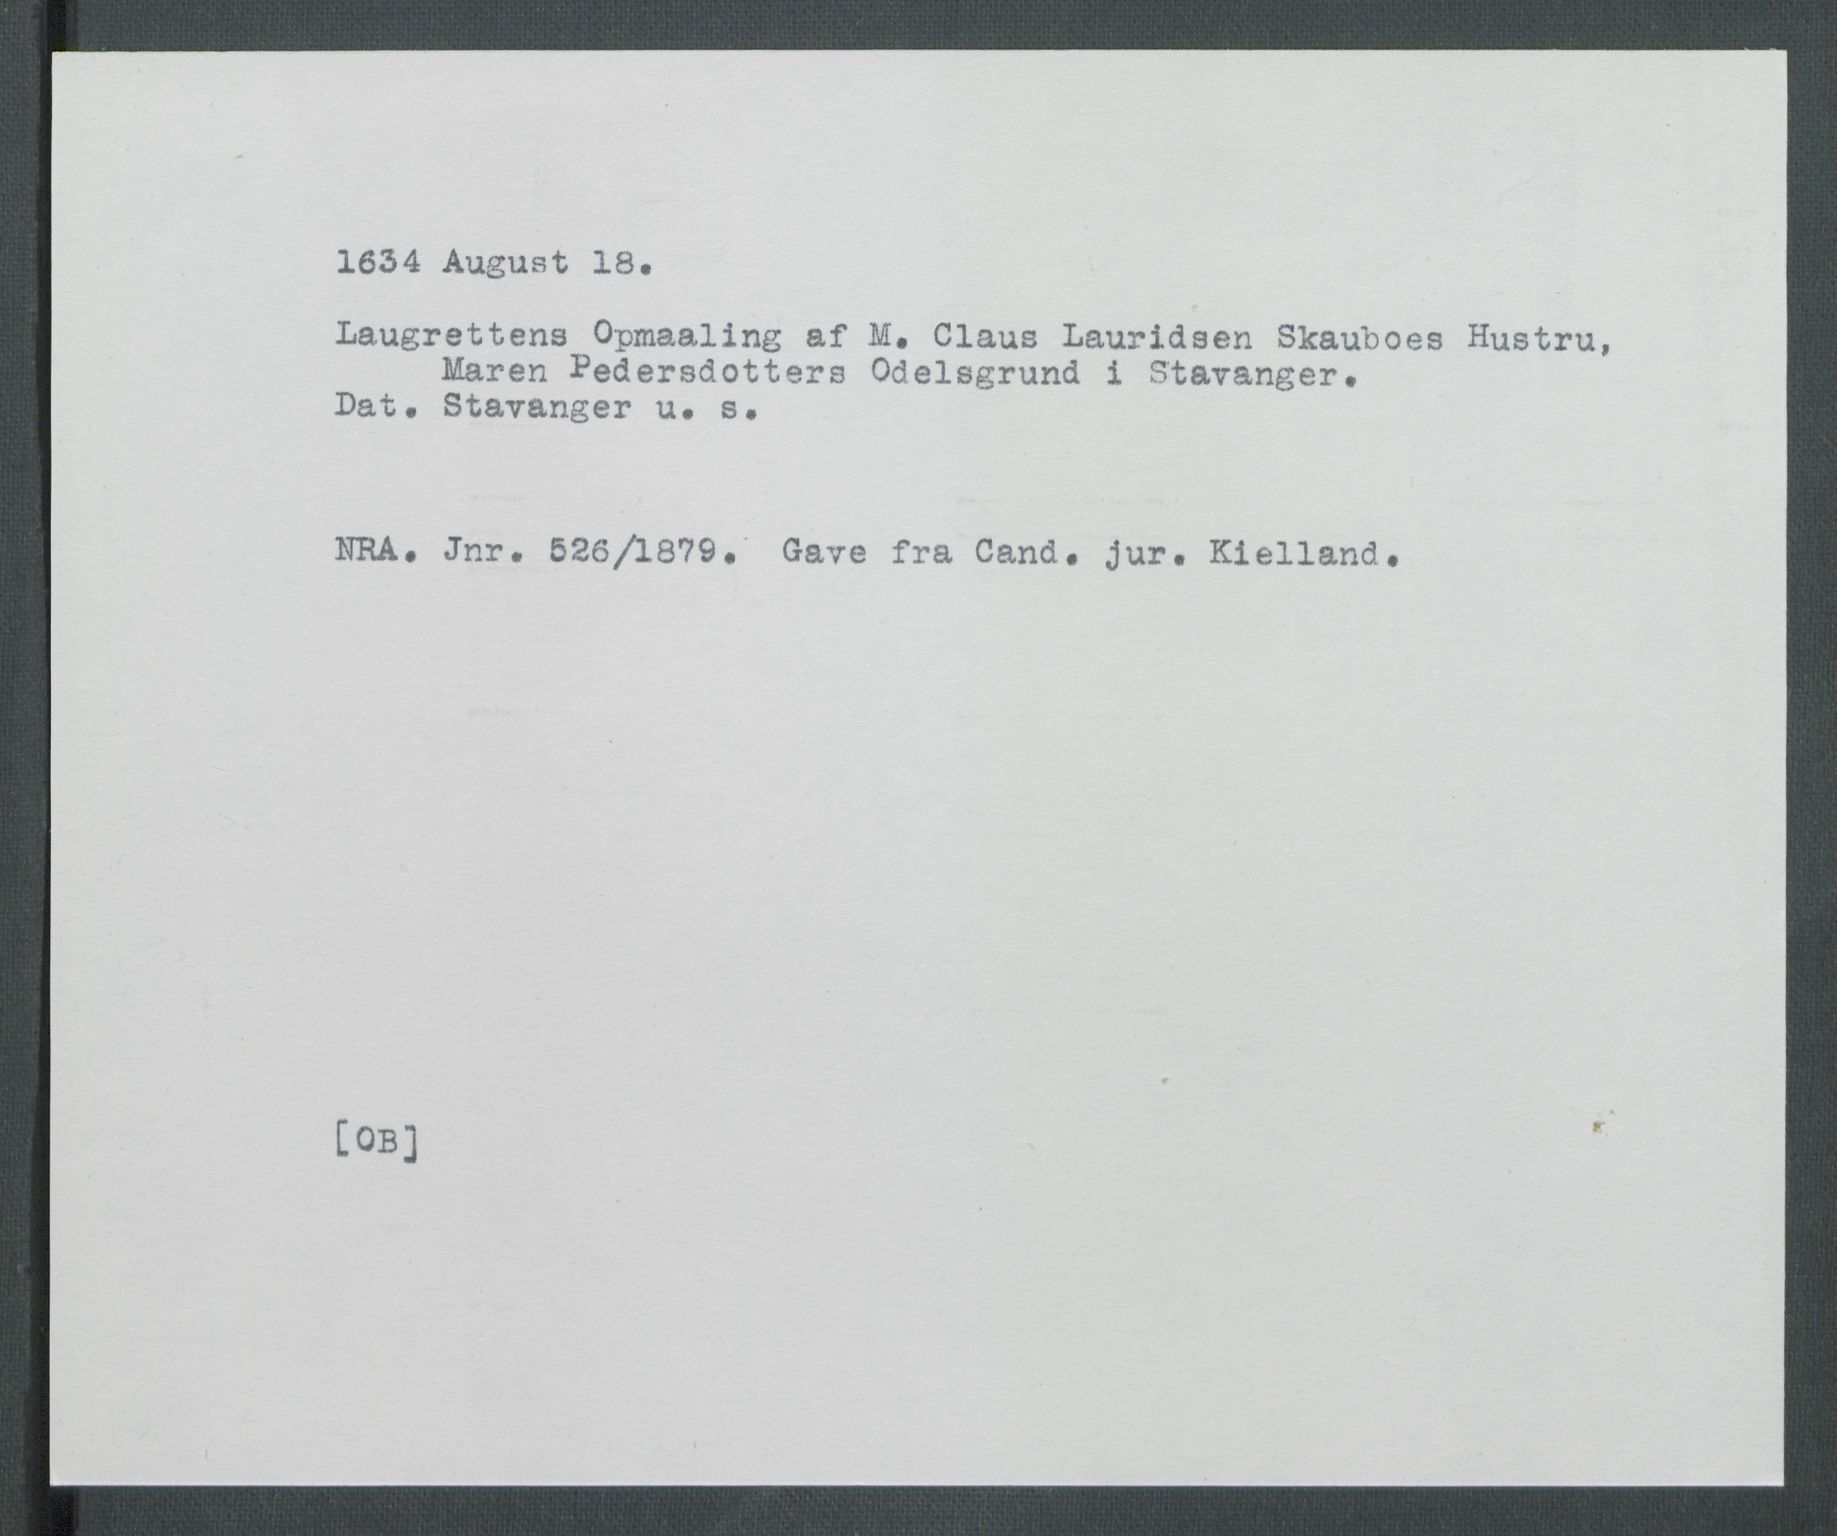 1634 August 18.
Laugrettens Opmaaling af M. Claus Lauridsen Skauboes Hustru,
Maren Pedersdotters Odelsgrund i Stavanger.
Dat. Stavanger u. s.
NRA. Jnr. 526/1879. Gave fra Cand. jur. Kielland.
[OB]